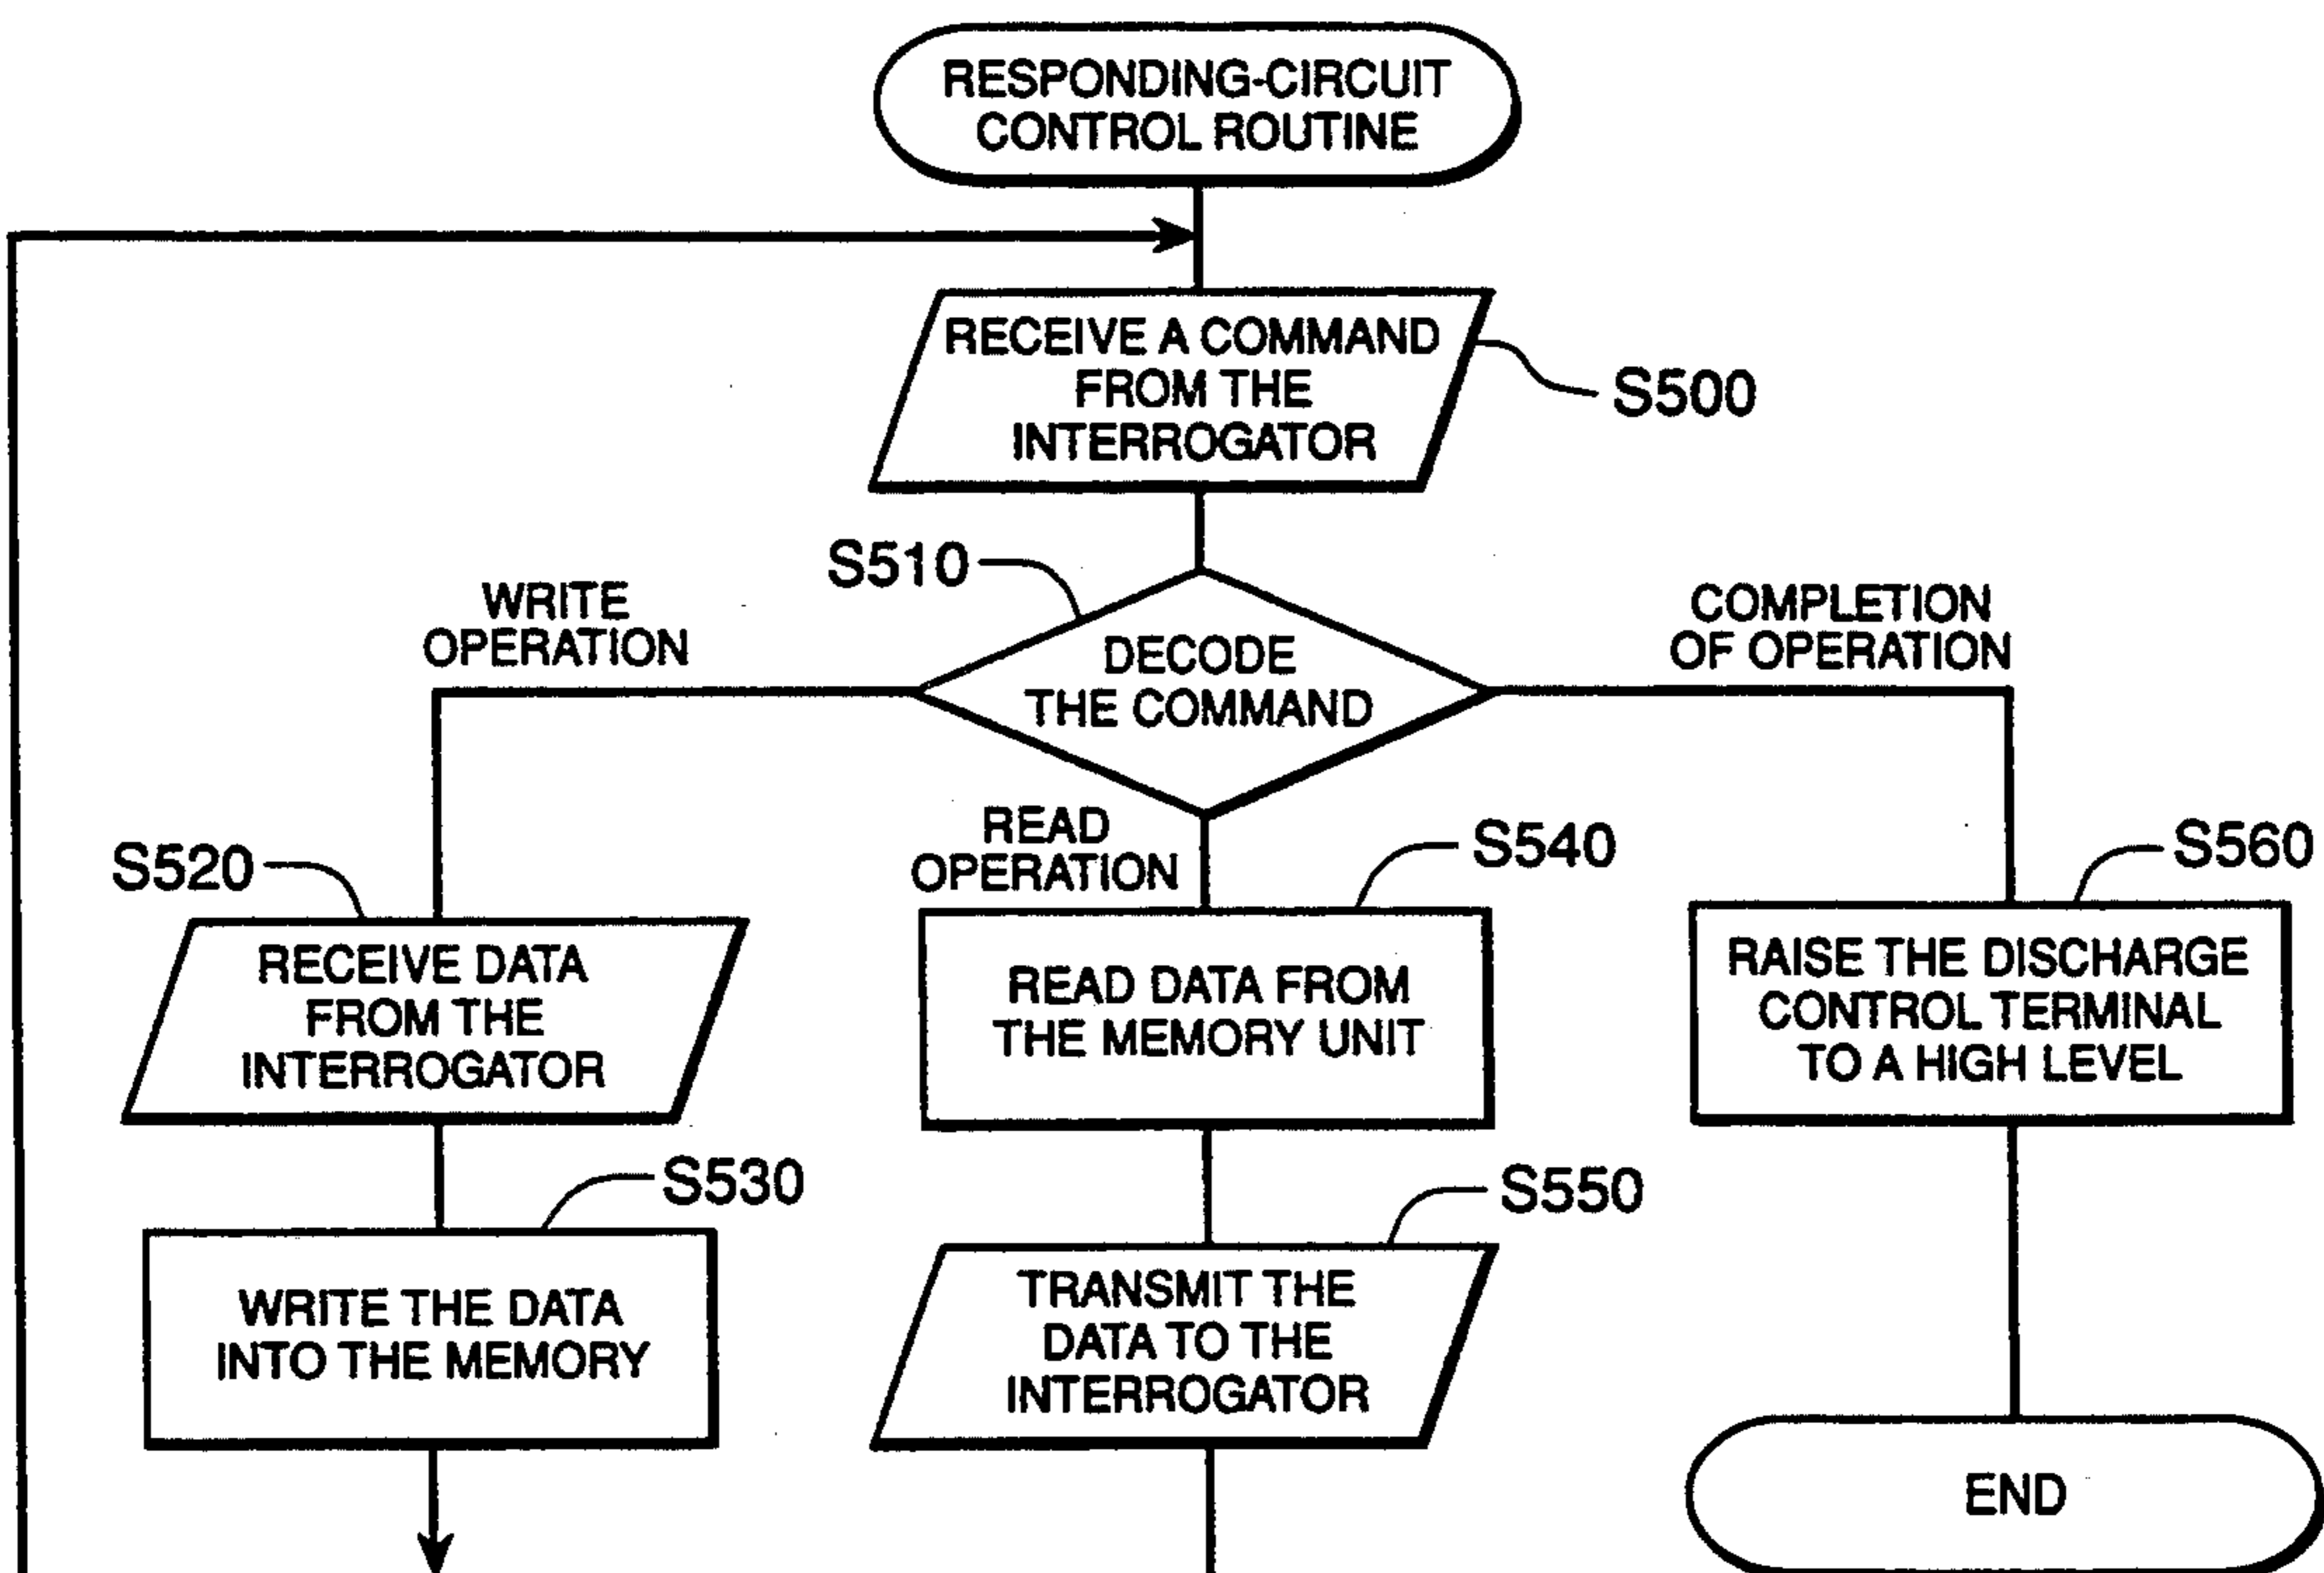 RESPONDING-CIRCUIT
CONTROL ROUTINE
RECEIVE A COMMAND
FROM THE
INTERROGATOR
S500
S510
DECODE
THE COMMAND
WRITE
OPERATION
READ
OPERATION
COMPLETION
OF OPERATION
S520
RECEIVE DATA
FROM THE
INTERROGATOR
S530
WRITE THE DATA
INTO THE MEMORY
S540
READ DATA FROM
THE MEMORY UNIT
S550
TRANSMIT THE
DATA TO THE
INTERROGATOR
S560
RAISE THE DISCHARGE
CONTROL TERMINAL
TO A HIGH LEVEL
END